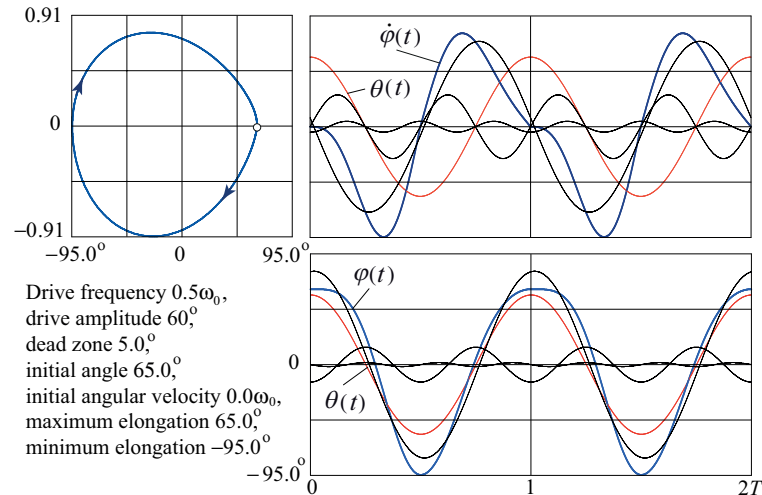 0.91
0
−0.91
−95.0°
0
95.0°
φ̇(t)
θ(t)
φ(t)
0
θ(t)
−95.0°
0
1
2T
Drive frequency 0.5ω₀,
drive amplitude 60°,
dead zone 5.0°,
initial angle 65.0°,
initial angular velocity 0.0ω₀,
maximum elongation 65.0°,
minimum elongation −95.0°